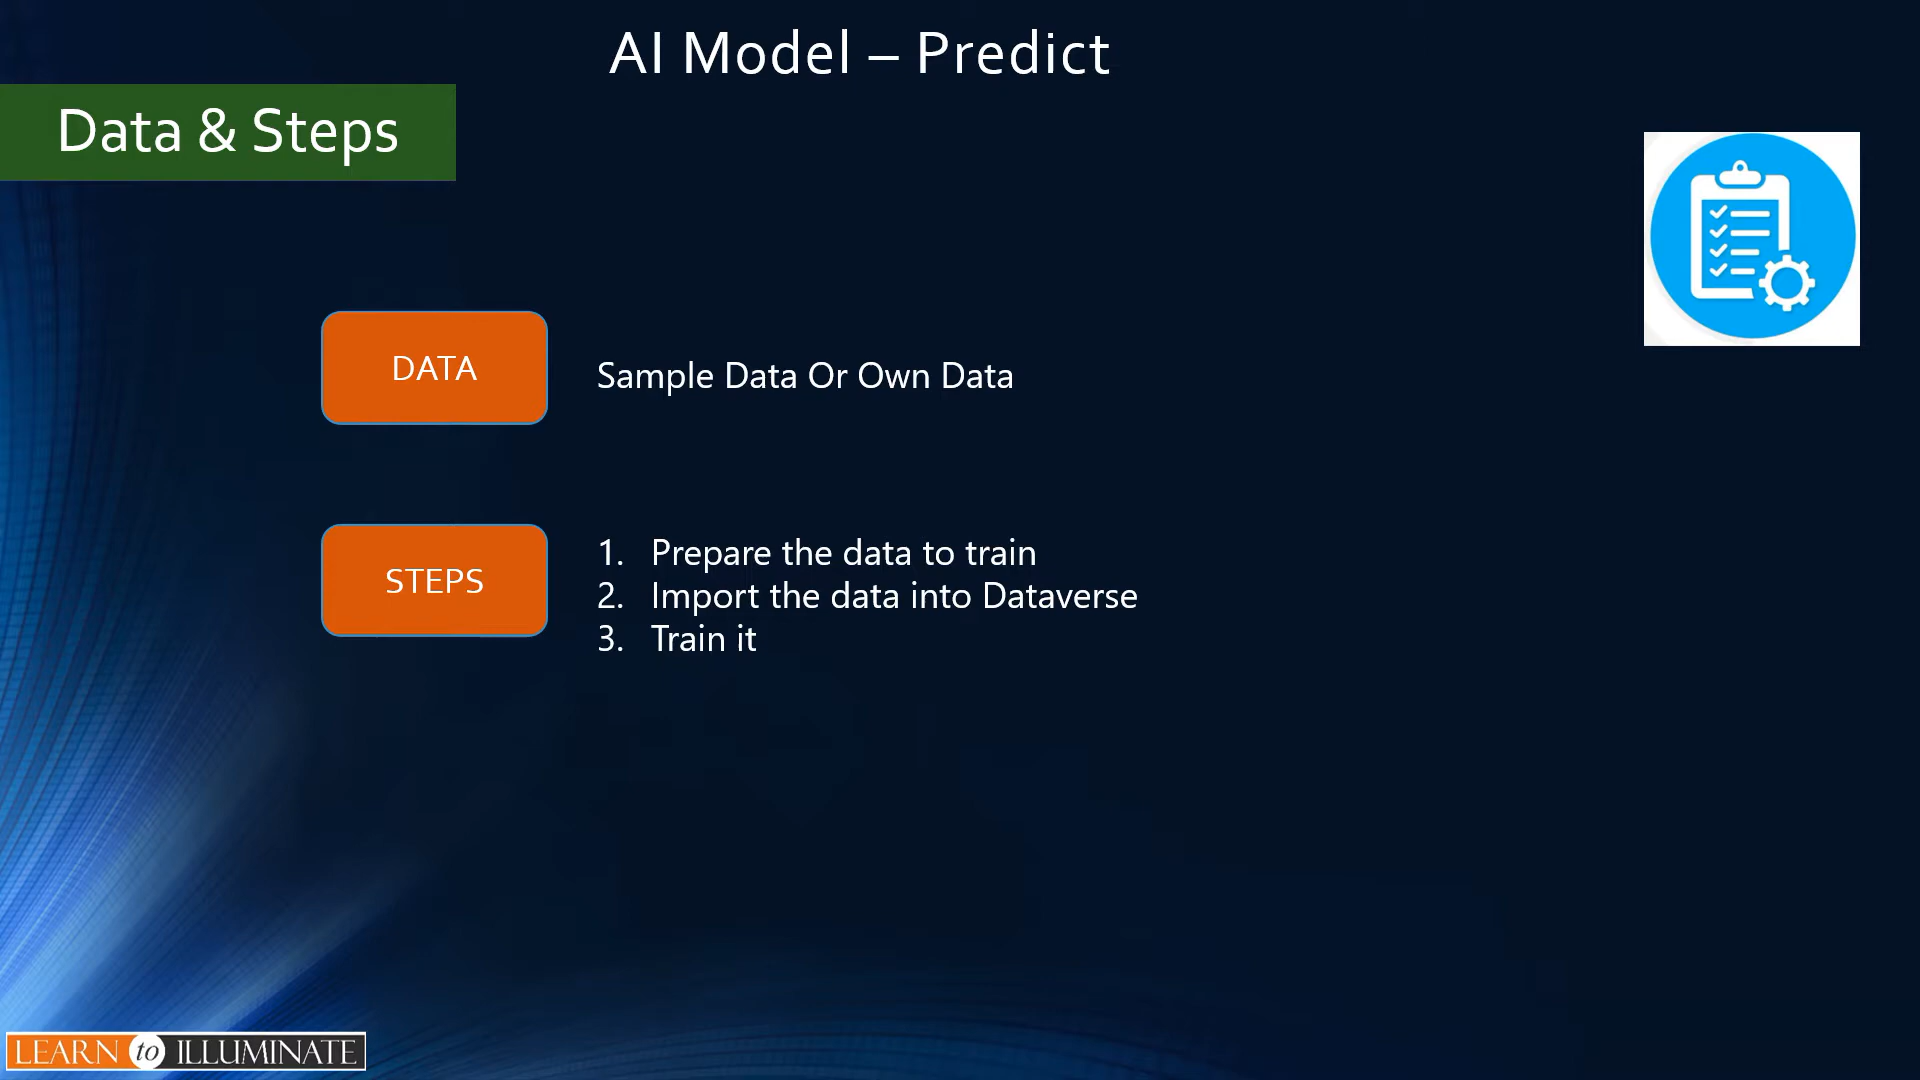 AI Model – Predict
Data & Steps
DATA
Sample Data Or Own Data
STEPS
1. Prepare the data to train
2. Import the data into Dataverse
3. Train it
LEARN to ILLUMINATE